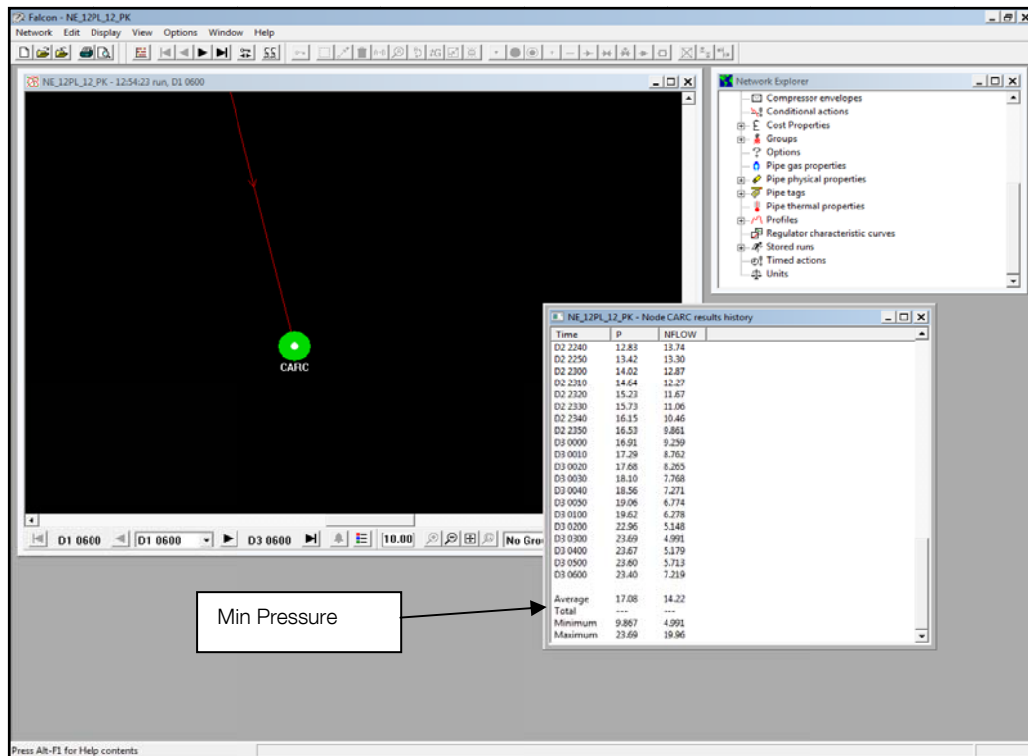 Falcon - NE_12PL_12_PK
Network Edit Display View Options Window Help
NE_12PL_12_PK - 12:54:23 run, D1 0600
CARC
D1 0600 D1 0600 D3 0600 10.00 No Grou
Network Explorer
Compressor envelopes
Conditional actions
Cost Properties
Groups
Options
Pipe gas properties
Pipe physical properties
Pipe tags
Pipe thermal properties
Profiles
Regulator characteristic curves
Stored runs
Timed actions
Units
NE_12PL_12_PK - Node CARC results history
Time P NFLOW
D2 2240 12.83 13.74
D2 2250 13.42 13.30
D2 2300 14.02 12.87
D2 2310 14.64 12.27
D2 2320 15.23 11.67
D2 2330 15.73 11.06
D2 2340 16.15 10.46
D2 2350 16.53 9.861
D3 0000 16.91 9.259
D3 0010 17.29 8.762
D3 0020 17.68 8.265
D3 0030 18.10 7.768
D3 0040 18.56 7.271
D3 0050 19.06 6.774
D3 0100 19.62 6.278
D3 0200 22.96 5.148
D3 0300 23.69 4.991
D3 0400 23.67 5.179
D3 0500 23.60 5.713
D3 0600 23.40 7.219
Average 17.08 14.22
Total --- ---
Minimum 9.867 4.991
Maximum 23.69 19.96
Min Pressure
Press Alt-F1 for Help contents